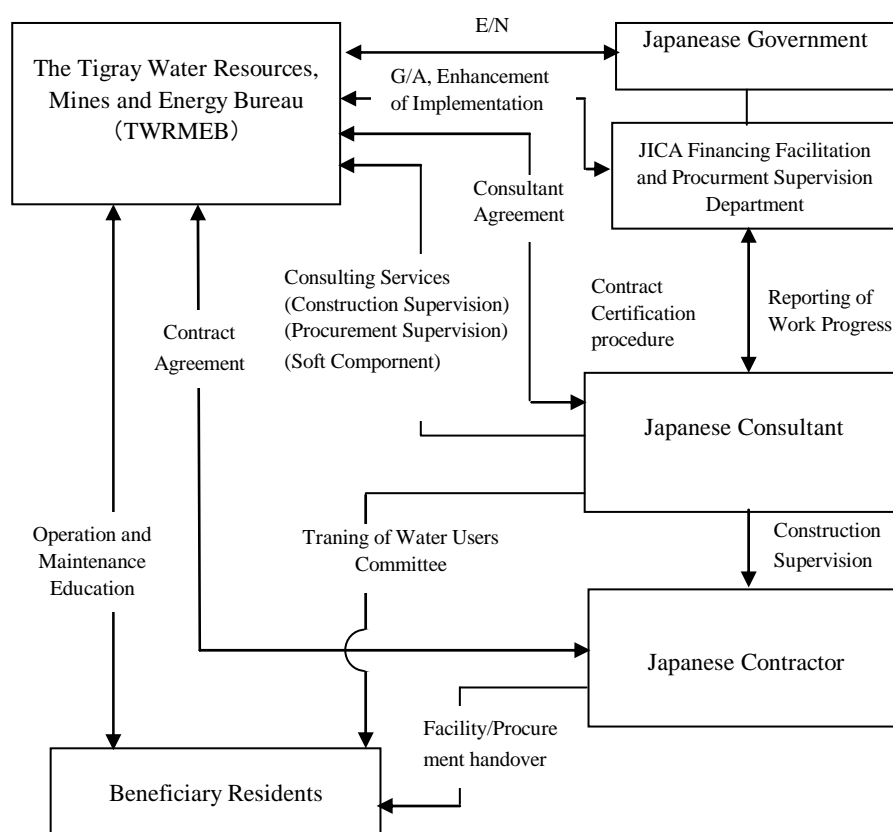 E/N
Japanease Government
The Tigray Water Resources,
Mines and Energy Bureau
（TWRMEB）
G/A, Enhancement
of Implementation
JICA Financing Facilitation
and Procurment Supervision
Department
Consultant
Agreement
Consulting Services
(Construction Supervision)
(Procurement Supervision)
(Soft Compornent)
Contract
Certification
procedure
Reporting of
Work Progress
Contract
Agreement
Japanese Consultant
Operation and
Maintenance
Education
Traning of Water Users
Committee
Construction
Supervision
Japanese Contractor
Facility/Procure
ment handover
Beneficiary Residents